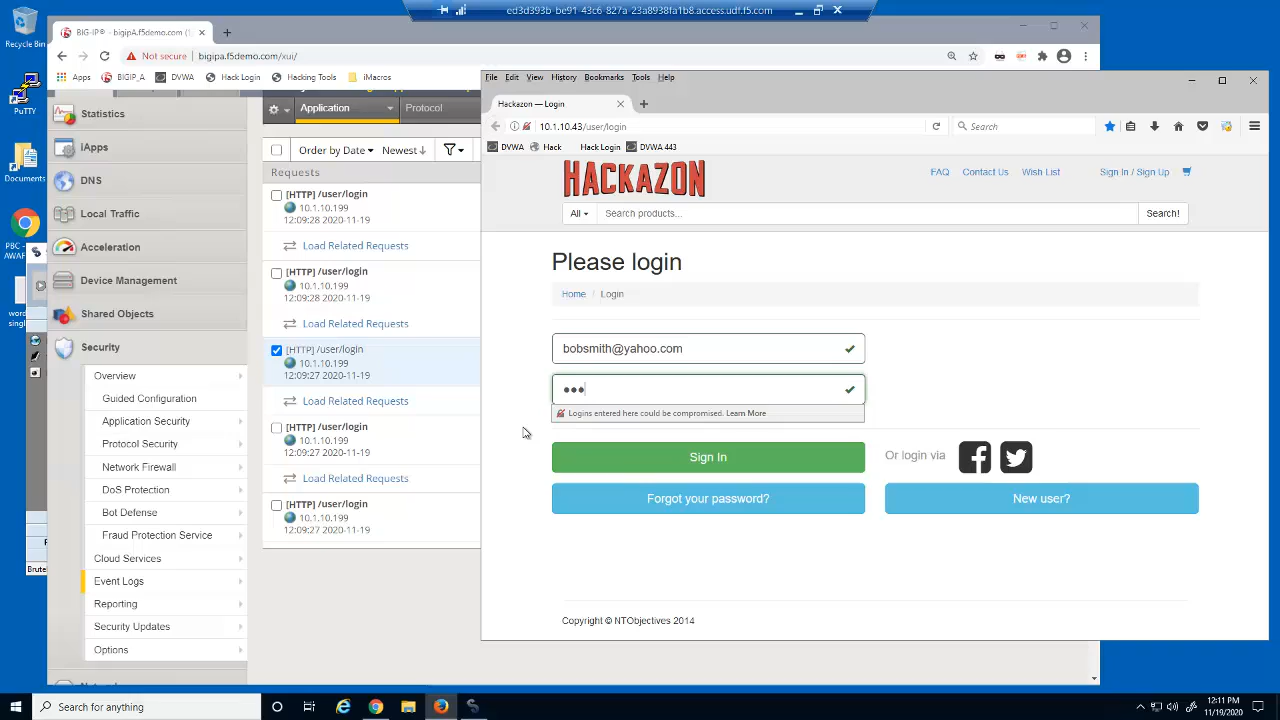 ed3d393b-be91-43c6-827a-23a8938fa1b8.access.udf.f5.com
Recycle Bin
PuTTY
Documents
PBC -
AWAF
word
singl
Brute
BIG-IP® - bigipA.f5demo.com (1
Not secure | bigipa.f5demo.com/xui/
Apps
BIGIP_A
DVWA
Hack Login
Hacking Tools
iMacros
Statistics
iApps
DNS
Local Traffic
Acceleration
Device Management
Shared Objects
Security
Overview
Guided Configuration
Application Security
Protocol Security
Network Firewall
DoS Protection
Bot Defense
Fraud Protection Service
Cloud Services
Event Logs
Reporting
Security Updates
Options
Application
Protocol
Order by Date
Newest
Requests
[HTTP] /user/login
10.1.10.199
12:09:28 2020-11-19
Load Related Requests
[HTTP] /user/login
10.1.10.199
12:09:28 2020-11-19
Load Related Requests
[HTTP] /user/login
10.1.10.199
12:09:27 2020-11-19
Load Related Requests
[HTTP] /user/login
10.1.10.199
12:09:27 2020-11-19
Load Related Requests
[HTTP] /user/login
10.1.10.199
12:09:27 2020-11-19
File Edit View History Bookmarks Tools Help
Hackazon — Login
10.1.10.43/user/login
Search
DVWA
Hack
Hack Login
DVWA 443
HACKAZON
FAQ
Contact Us
Wish List
Sign In / Sign Up
All
Search products...
Search!
Please login
Home / Login
bobsmith@yahoo.com
Logins entered here could be compromised. Learn More
Sign In
Or login via
Forgot your password?
New user?
Copyright © NTObjectives 2014
Search for anything
12:11 PM
11/19/2020